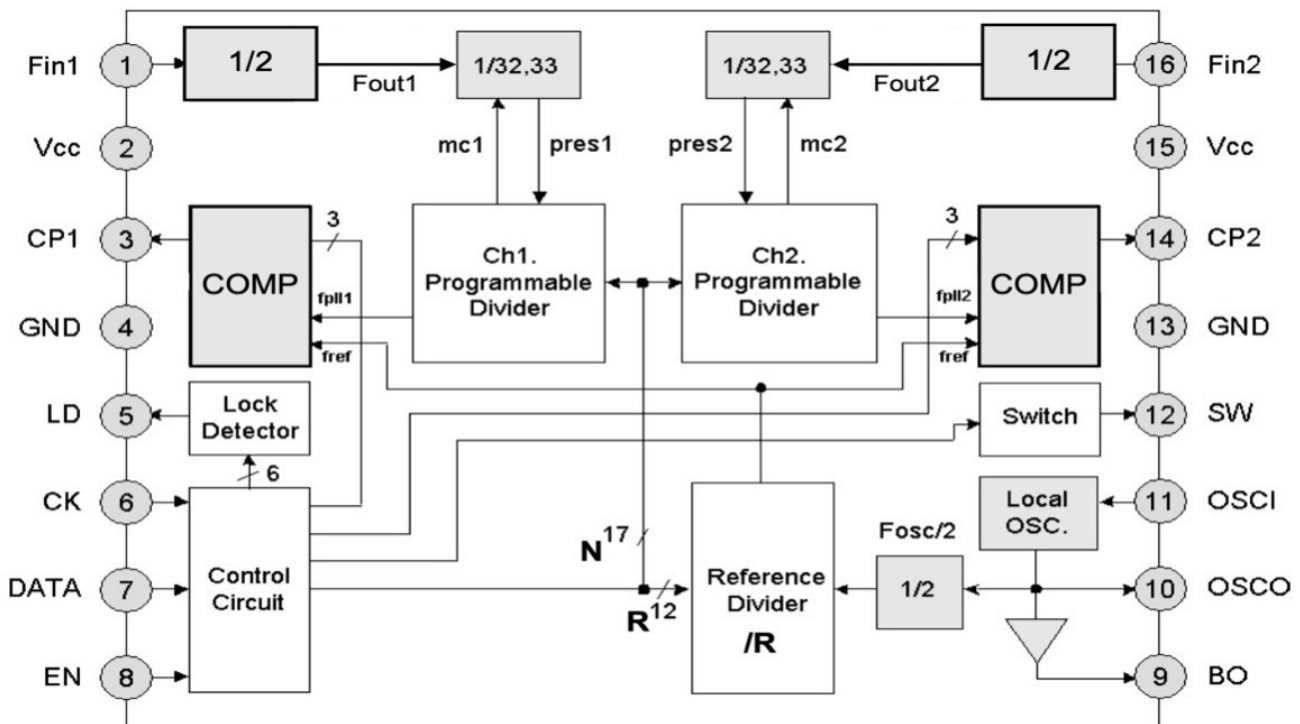 Fin1
1
1/2
Fout1
1/32,33
1/32,33
Fout2
1/2
16
Fin2
Vcc
2
mc1
pres1
pres2
mc2
15
Vcc
CP1
3
COMP
3
fpll1
fref
Ch1.
Programmable
Divider
Ch2.
Programmable
Divider
3
fpll2
fref
COMP
14
CP2
GND
4
13
GND
LD
5
Lock
Detector
6
Switch
12
SW
CK
6
Local
OSC.
11
OSCI
DATA
7
Control
Circuit
N17
R12
Reference
Divider
/R
Fosc/2
1/2
10
OSCO
EN
8
9
BO